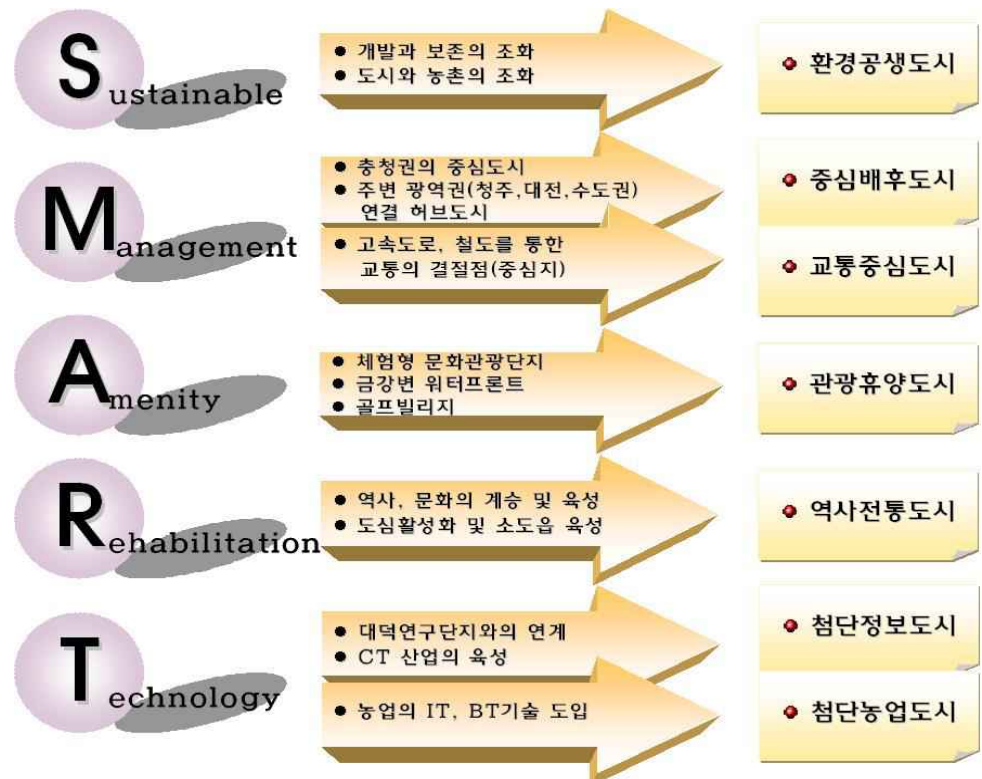 Sustainable
● 개발과 보존의 조화
● 도시와 농촌의 조화
환경공생도시
Management
● 충청권의 중심도시
● 주변 광역권(청주,대전,수도권)
연결 허브도시
중심배후도시
● 고속도로, 철도를 통한
교통의 결절점(중심지)
교통중심도시
Amenity
● 체험형 문화관광단지
● 금강변 워터프론트
● 골프빌리지
관광휴양도시
Rehabilitation
● 역사, 문화의 계승 및 육성
● 도심활성화 및 소도읍 육성
역사전통도시
Technology
● 대덕연구단지와의 연계
● CT 산업의 육성
첨단정보도시
● 농업의 IT, BT기술 도입
첨단농업도시